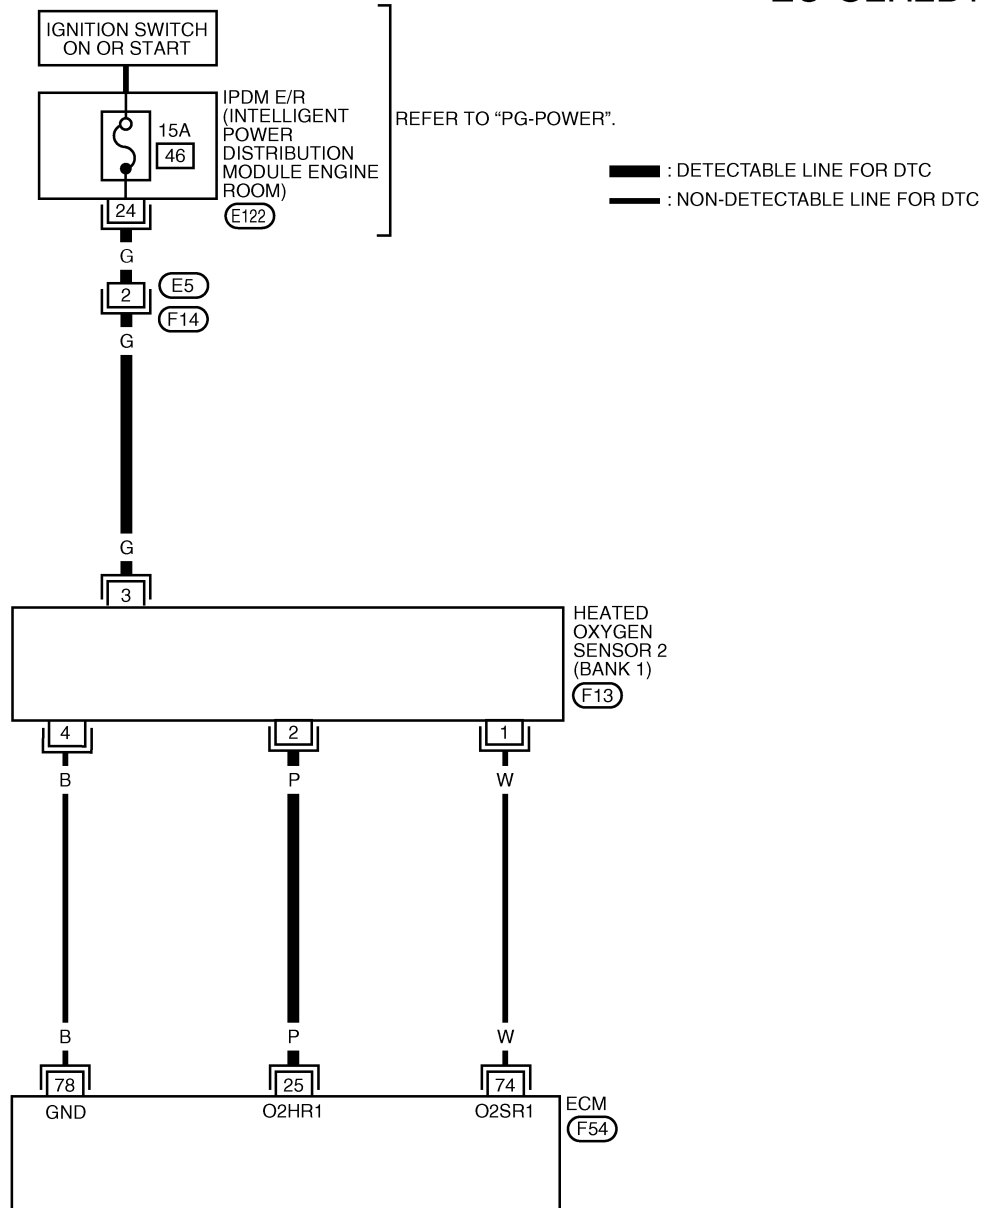 IGNITION SWITCH
ON OR START
IPDM E/R
(INTELLIGENT
POWER
DISTRIBUTION
MODULE ENGINE
ROOM)
E122
15A
46
24
REFER TO “PG-POWER”.
: DETECTABLE LINE FOR DTC
: NON-DETECTABLE LINE FOR DTC
G
2
E5
F14
G
G
3
HEATED
OXYGEN
SENSOR 2
(BANK 1)
F13
4 2 1
B P W
B P W
78 25 74
GND O2HR1 O2SR1
ECM
F54